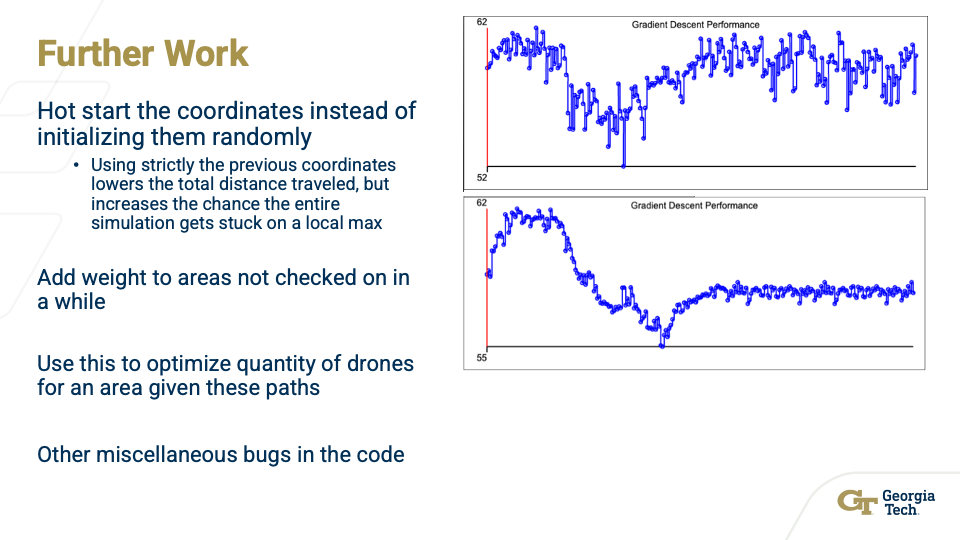 Further Work
Hot start the coordinates instead of
initializing them randomly
• Using strictly the previous coordinates
lowers the total distance traveled, but
increases the chance the entire
simulation gets stuck on a local max
Add weight to areas not checked on in
a while
Use this to optimize quantity of drones
for an area given these paths
Other miscellaneous bugs in the code
62
Gradient Descent Performance
52
62
Gradient Descent Performance
55
GT Georgia
Tech